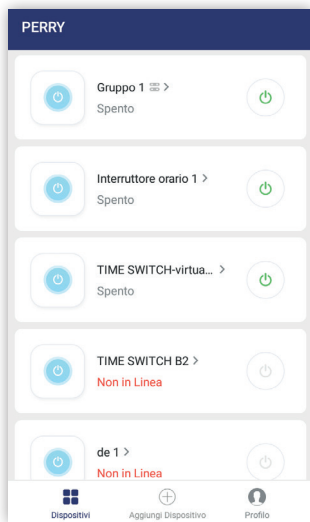 PERRY
Gruppo 1 >
Spento
Interruttore orario 1 >
Spento
TIME SWITCH-virtua... >
Spento
TIME SWITCH B2 >
Non in Linea
de 1 >
Non in Linea
Dispositivi Aggiungi Dispositivo Profilo